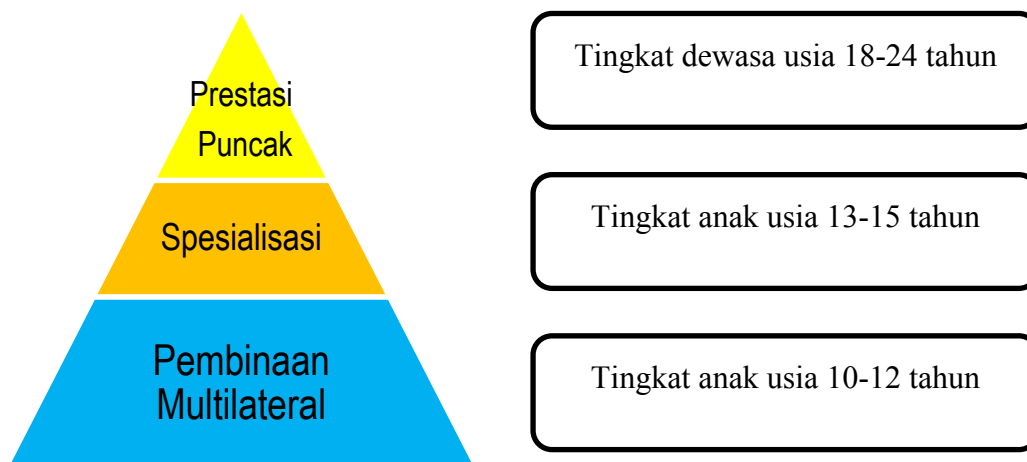 Prestasi
Puncak
Tingkat dewasa usia 18-24 tahun
Spesialisasi
Tingkat anak usia 13-15 tahun
Pembinaan
Multilateral
Tingkat anak usia 10-12 tahun